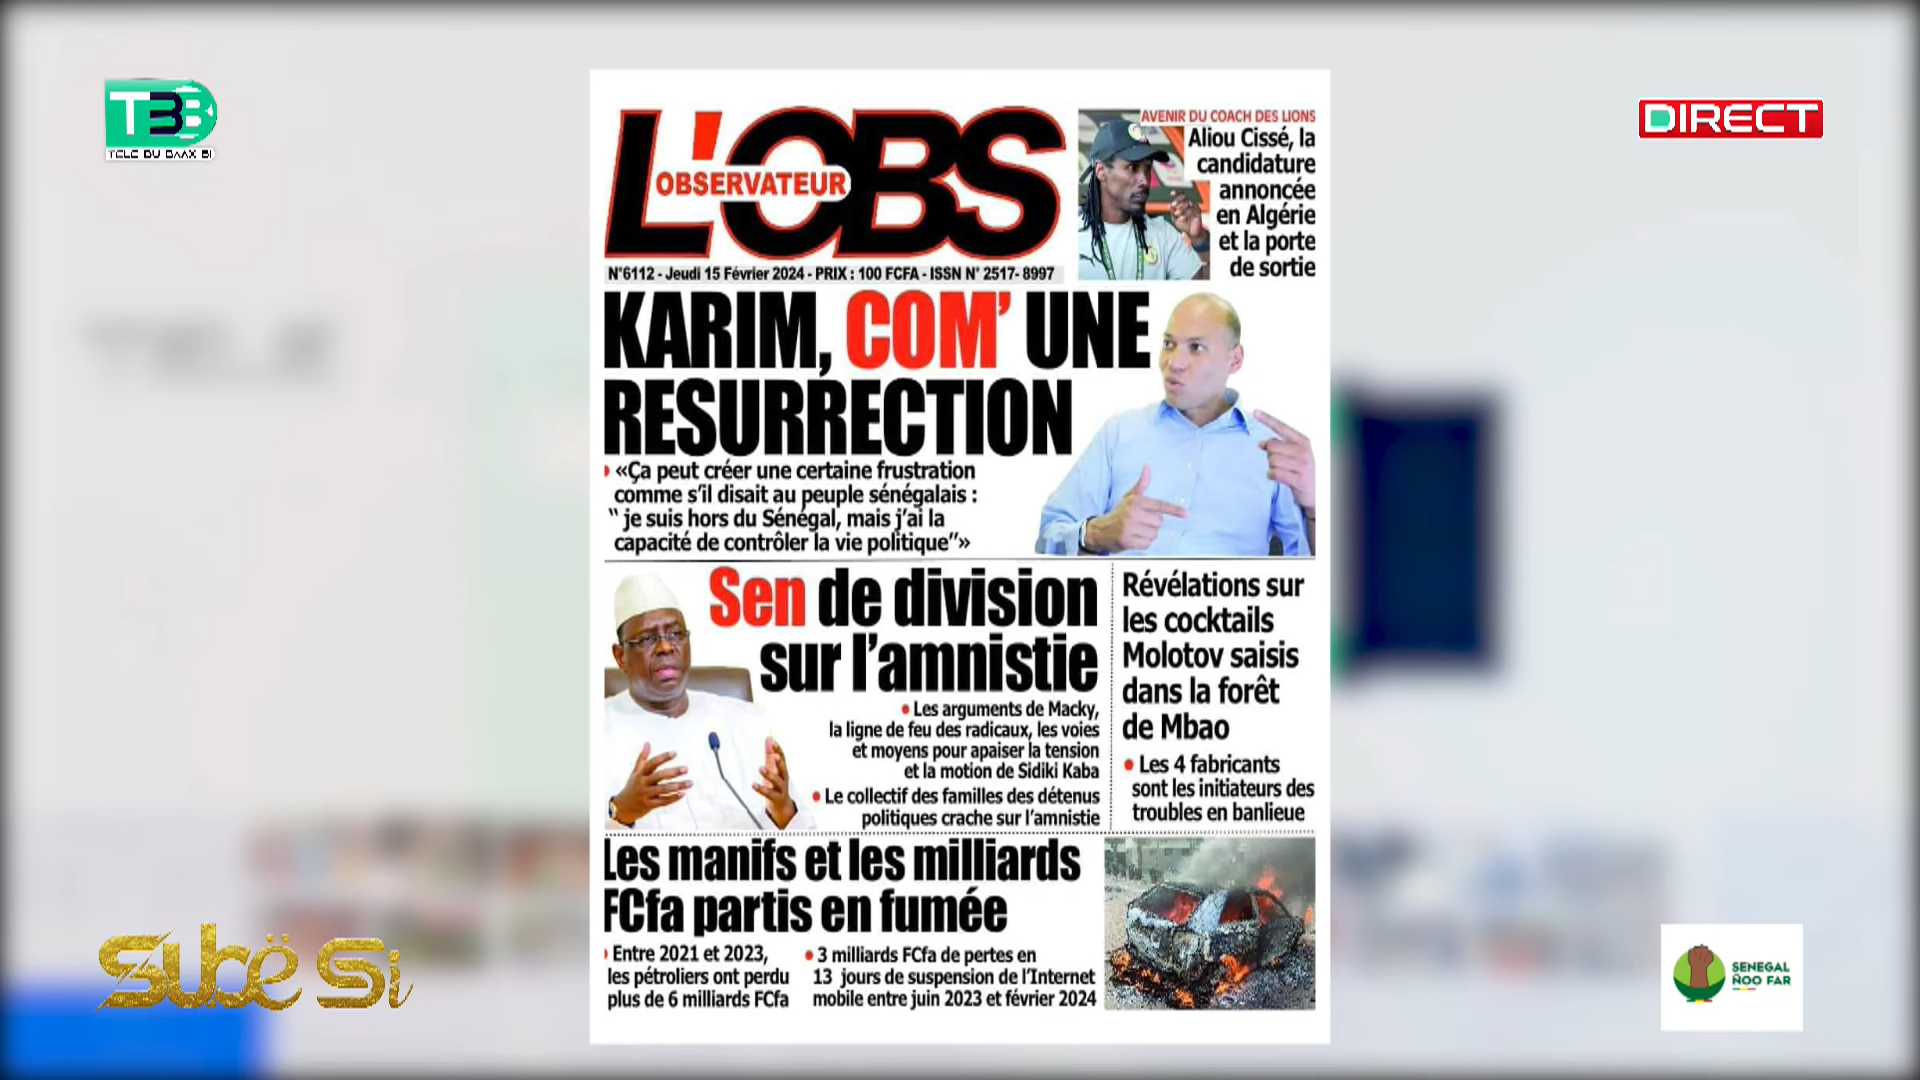 TBB
TELE BU BAAX BI
DIRECT
L'OBS
OBSERVATEUR
N°6112 - Jeudi 15 Février 2024 - PRIX : 100 FCFA - ISSN N° 2517- 8997
AVENIR DU COACH DES LIONS
Aliou Cissé, la
candidature
annoncée
en Algérie
et la porte
de sortie
KARIM, COM' UNE
RESURRECTION
«Ça peut créer une certaine frustration
comme s'il disait au peuple sénégalais :
“ je suis hors du Sénégal, mais j'ai la
capacité de contrôler la vie politique”»
Sen de division
sur l'amnistie
• Les arguments de Macky,
la ligne de feu des radicaux, les voies
et moyens pour apaiser la tension
et la motion de Sidiki Kaba
• Le collectif des familles des détenus
politiques crache sur l'amnistie
Révélations sur
les cocktails
Molotov saisis
dans la forêt
de Mbao
• Les 4 fabricants
sont les initiateurs des
troubles en banlieue
Les manifs et les milliards
FCfa partis en fumée
Entre 2021 et 2023,
les pétroliers ont perdu
plus de 6 milliards FCfa
• 3 milliards FCfa de pertes en
13 jours de suspension de l'Internet
mobile entre juin 2023 et février 2024
Subë Si
SENEGAL
ÑOO FAR